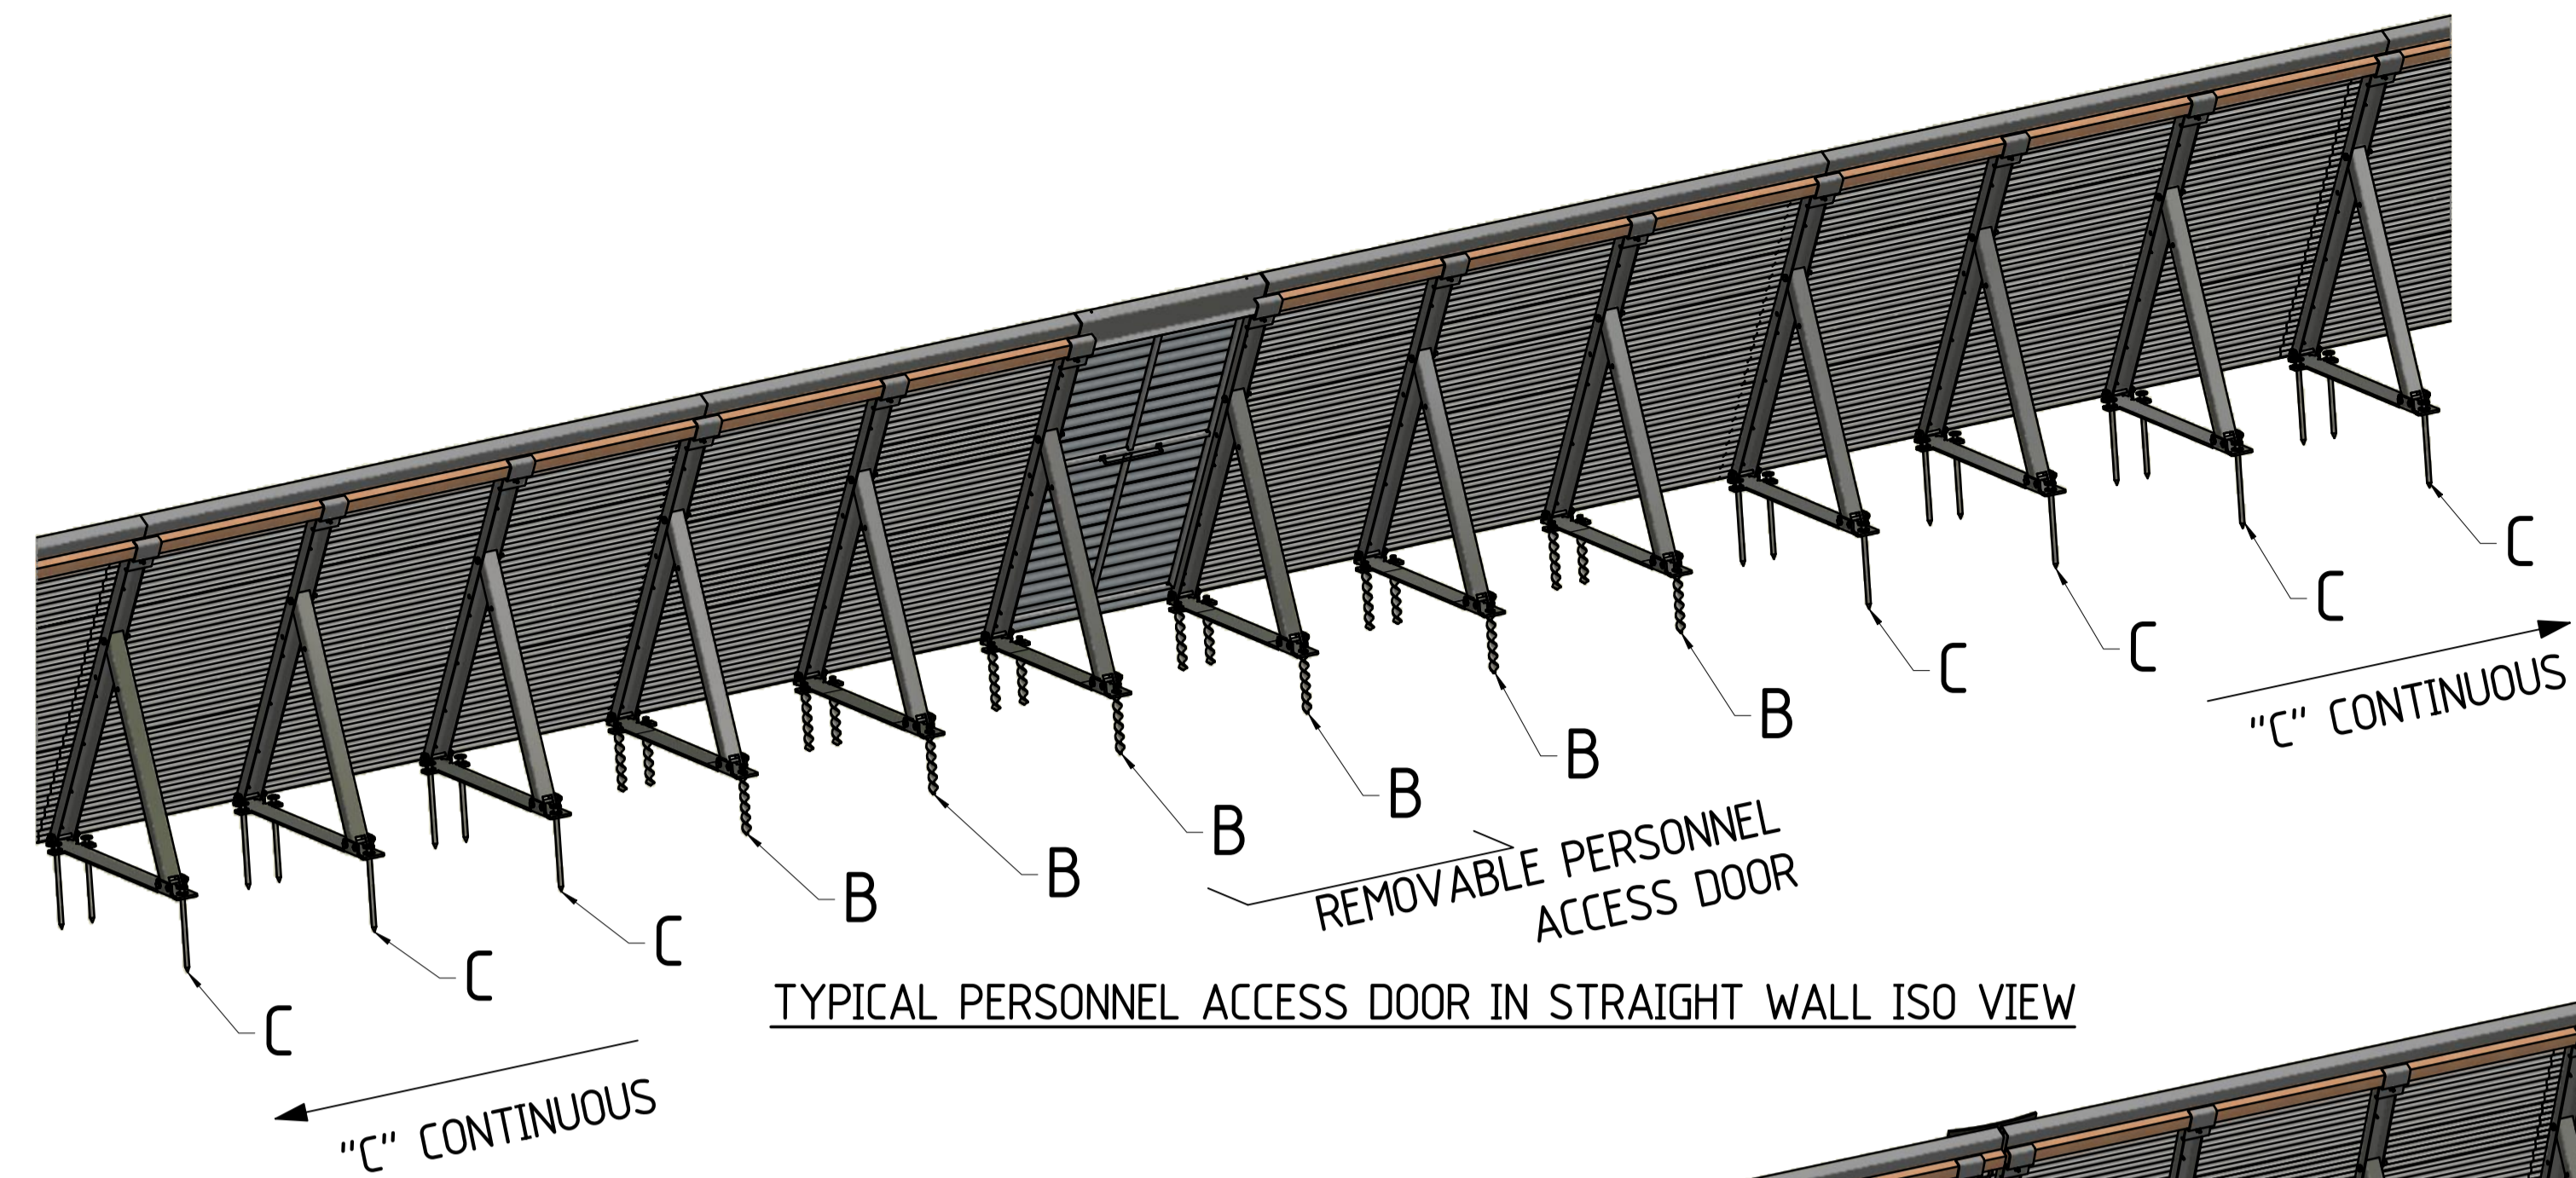 C
C
C
C
"C" CONTINUOUS
B
B
B
B
B
B
REMOVABLE PERSONNEL
ACCESS DOOR
C
C
C
TYPICAL PERSONNEL ACCESS DOOR IN STRAIGHT WALL ISO VIEW
"C" CONTINUOUS